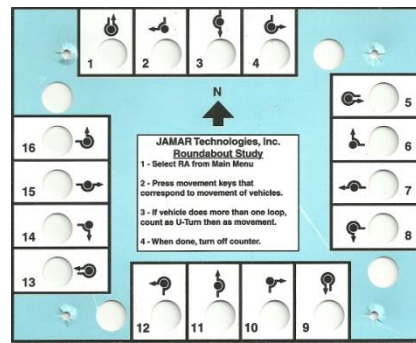 1 2 3 4
N
5
6
7
8
16
15
14
13
JAMAR Technologies, Inc.
Roundabout Study
1 - Select RA from Main Menu
2 - Press movement keys that
correspond to movement of vehicles.
3 - If vehicle does more than one loop,
count as U-Turn then as movement.
4 - When done, turn off counter.
12 11 10 9